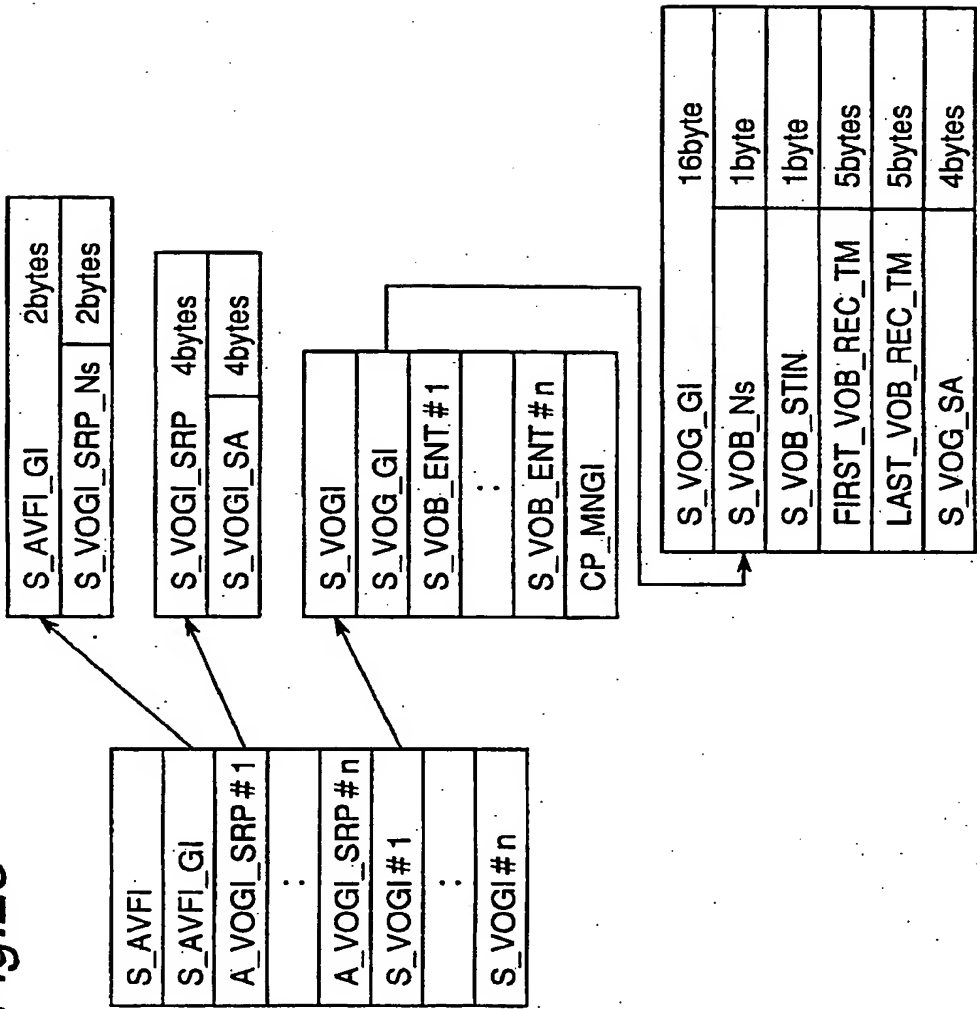 S_AVFI
S_AVFI_GI
A_VOGI_SRP#1
:
A_VOGI_SRP#n
S_VOGI#1
:
S_VOGI#n
S_AVFI_GI 2bytes
S_VOGI_SRP_Ns 2bytes
S_VOGI_SRP 4bytes
S_VOGI_SA 4bytes
S_VOGI
S_VOG_GI
S_VOB_ENT#1
:
S_VOB_ENT#n
CP_MNGI
S_VOG_GI 16byte
S_VOB_Ns 1byte
S_VOB_STIN 1byte
FIRST_VOB_REC_TM 5bytes
LAST_VOB_REC_TM 5bytes
S_VOG_SA 4bytes